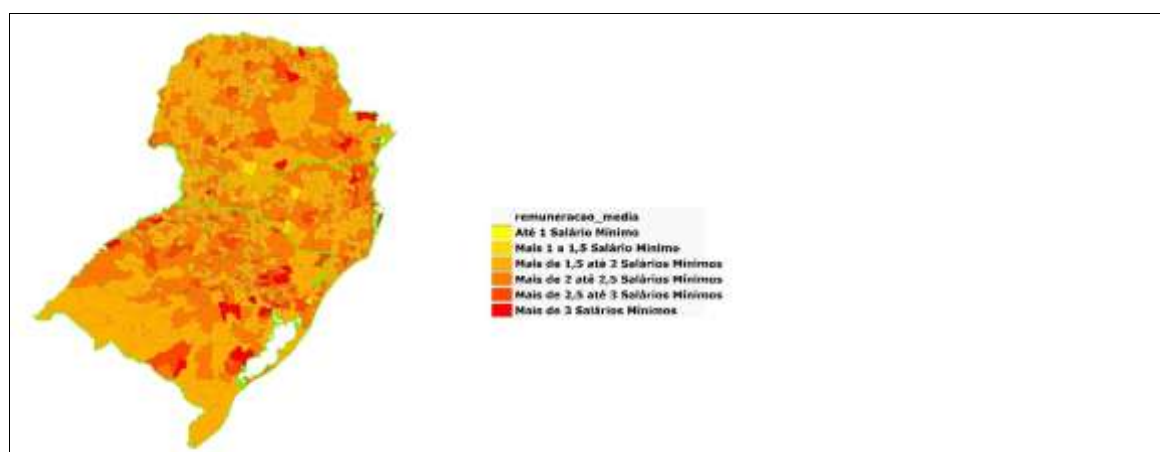 remuneracao_media
Até 1 Salário Mínimo
Mais 1 a 1,5 Salário Mínimo
Mais de 1,5 até 2 Salários Mínimos
Mais de 2 até 2,5 Salários Mínimos
Mais de 2,5 até 3 Salários Mínimos
Mais de 3 Salários Mínimos